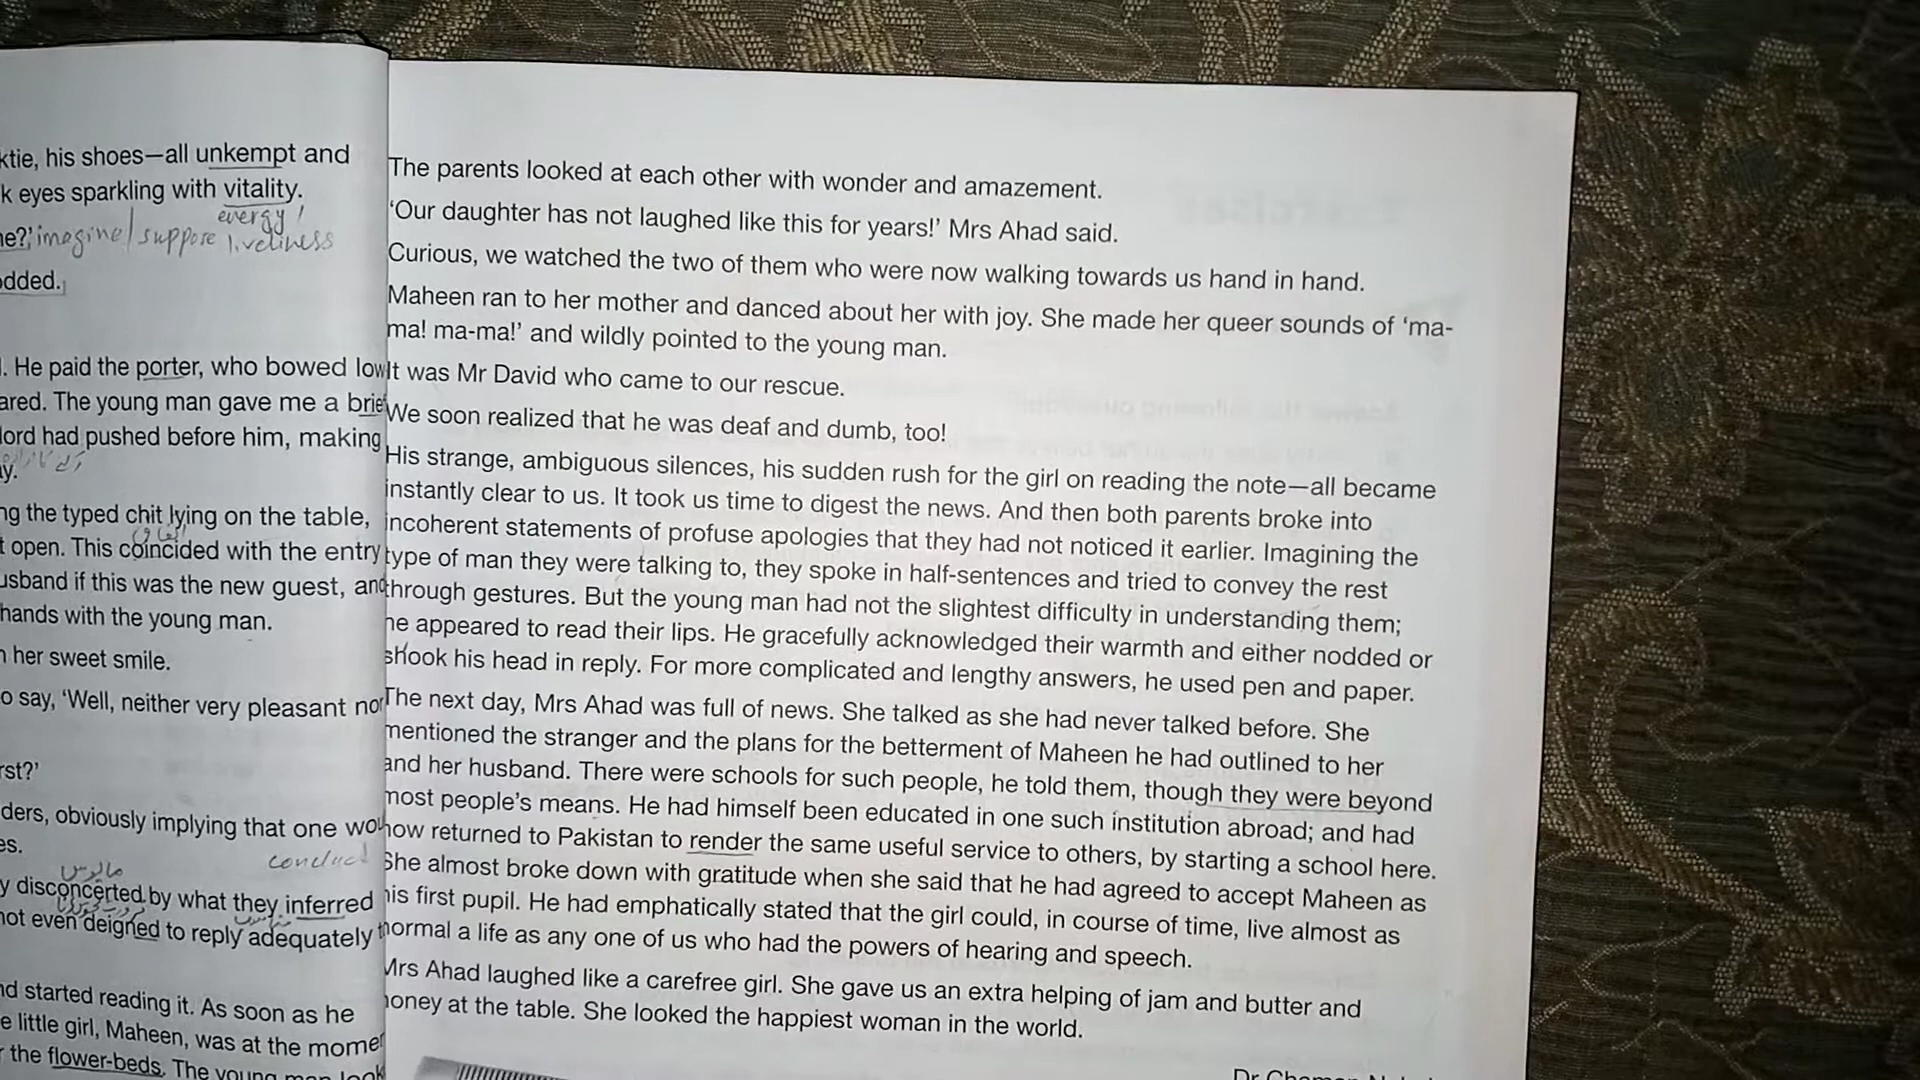 ktie, his shoes—all unkempt and
k eyes sparkling with vitality.
energy /
ne?' imagine / suppose liveliness
odded.
. He paid the porter, who bowed low
ared. The young man gave me a brie
lord had pushed before him, making
y.
ng the typed chit lying on the table,
t open. This coincided with the entry
usband if this was the new guest, and
hands with the young man.
n her sweet smile.
o say, 'Well, neither very pleasant nor
rst?'
ders, obviously implying that one wou
es.
conclud
y disconcerted by what they inferred
not even deigned to reply adequately t
nd started reading it. As soon as he
e little girl, Maheen, was at the momen
r the flower-beds. The young man look
The parents looked at each other with wonder and amazement.
'Our daughter has not laughed like this for years!' Mrs Ahad said.
Curious, we watched the two of them who were now walking towards us hand in hand.
Maheen ran to her mother and danced about her with joy. She made her queer sounds of 'ma-
ma! ma-ma!' and wildly pointed to the young man.
It was Mr David who came to our rescue.
We soon realized that he was deaf and dumb, too!
His strange, ambiguous silences, his sudden rush for the girl on reading the note—all became
instantly clear to us. It took us time to digest the news. And then both parents broke into
incoherent statements of profuse apologies that they had not noticed it earlier. Imagining the
type of man they were talking to, they spoke in half-sentences and tried to convey the rest
through gestures. But the young man had not the slightest difficulty in understanding them;
he appeared to read their lips. He gracefully acknowledged their warmth and either nodded or
shook his head in reply. For more complicated and lengthy answers, he used pen and paper.
The next day, Mrs Ahad was full of news. She talked as she had never talked before. She
mentioned the stranger and the plans for the betterment of Maheen he had outlined to her
and her husband. There were schools for such people, he told them, though they were beyond
most people's means. He had himself been educated in one such institution abroad; and had
now returned to Pakistan to render the same useful service to others, by starting a school here.
She almost broke down with gratitude when she said that he had agreed to accept Maheen as
his first pupil. He had emphatically stated that the girl could, in course of time, live almost as
normal a life as any one of us who had the powers of hearing and speech.
Mrs Ahad laughed like a carefree girl. She gave us an extra helping of jam and butter and
honey at the table. She looked the happiest woman in the world.